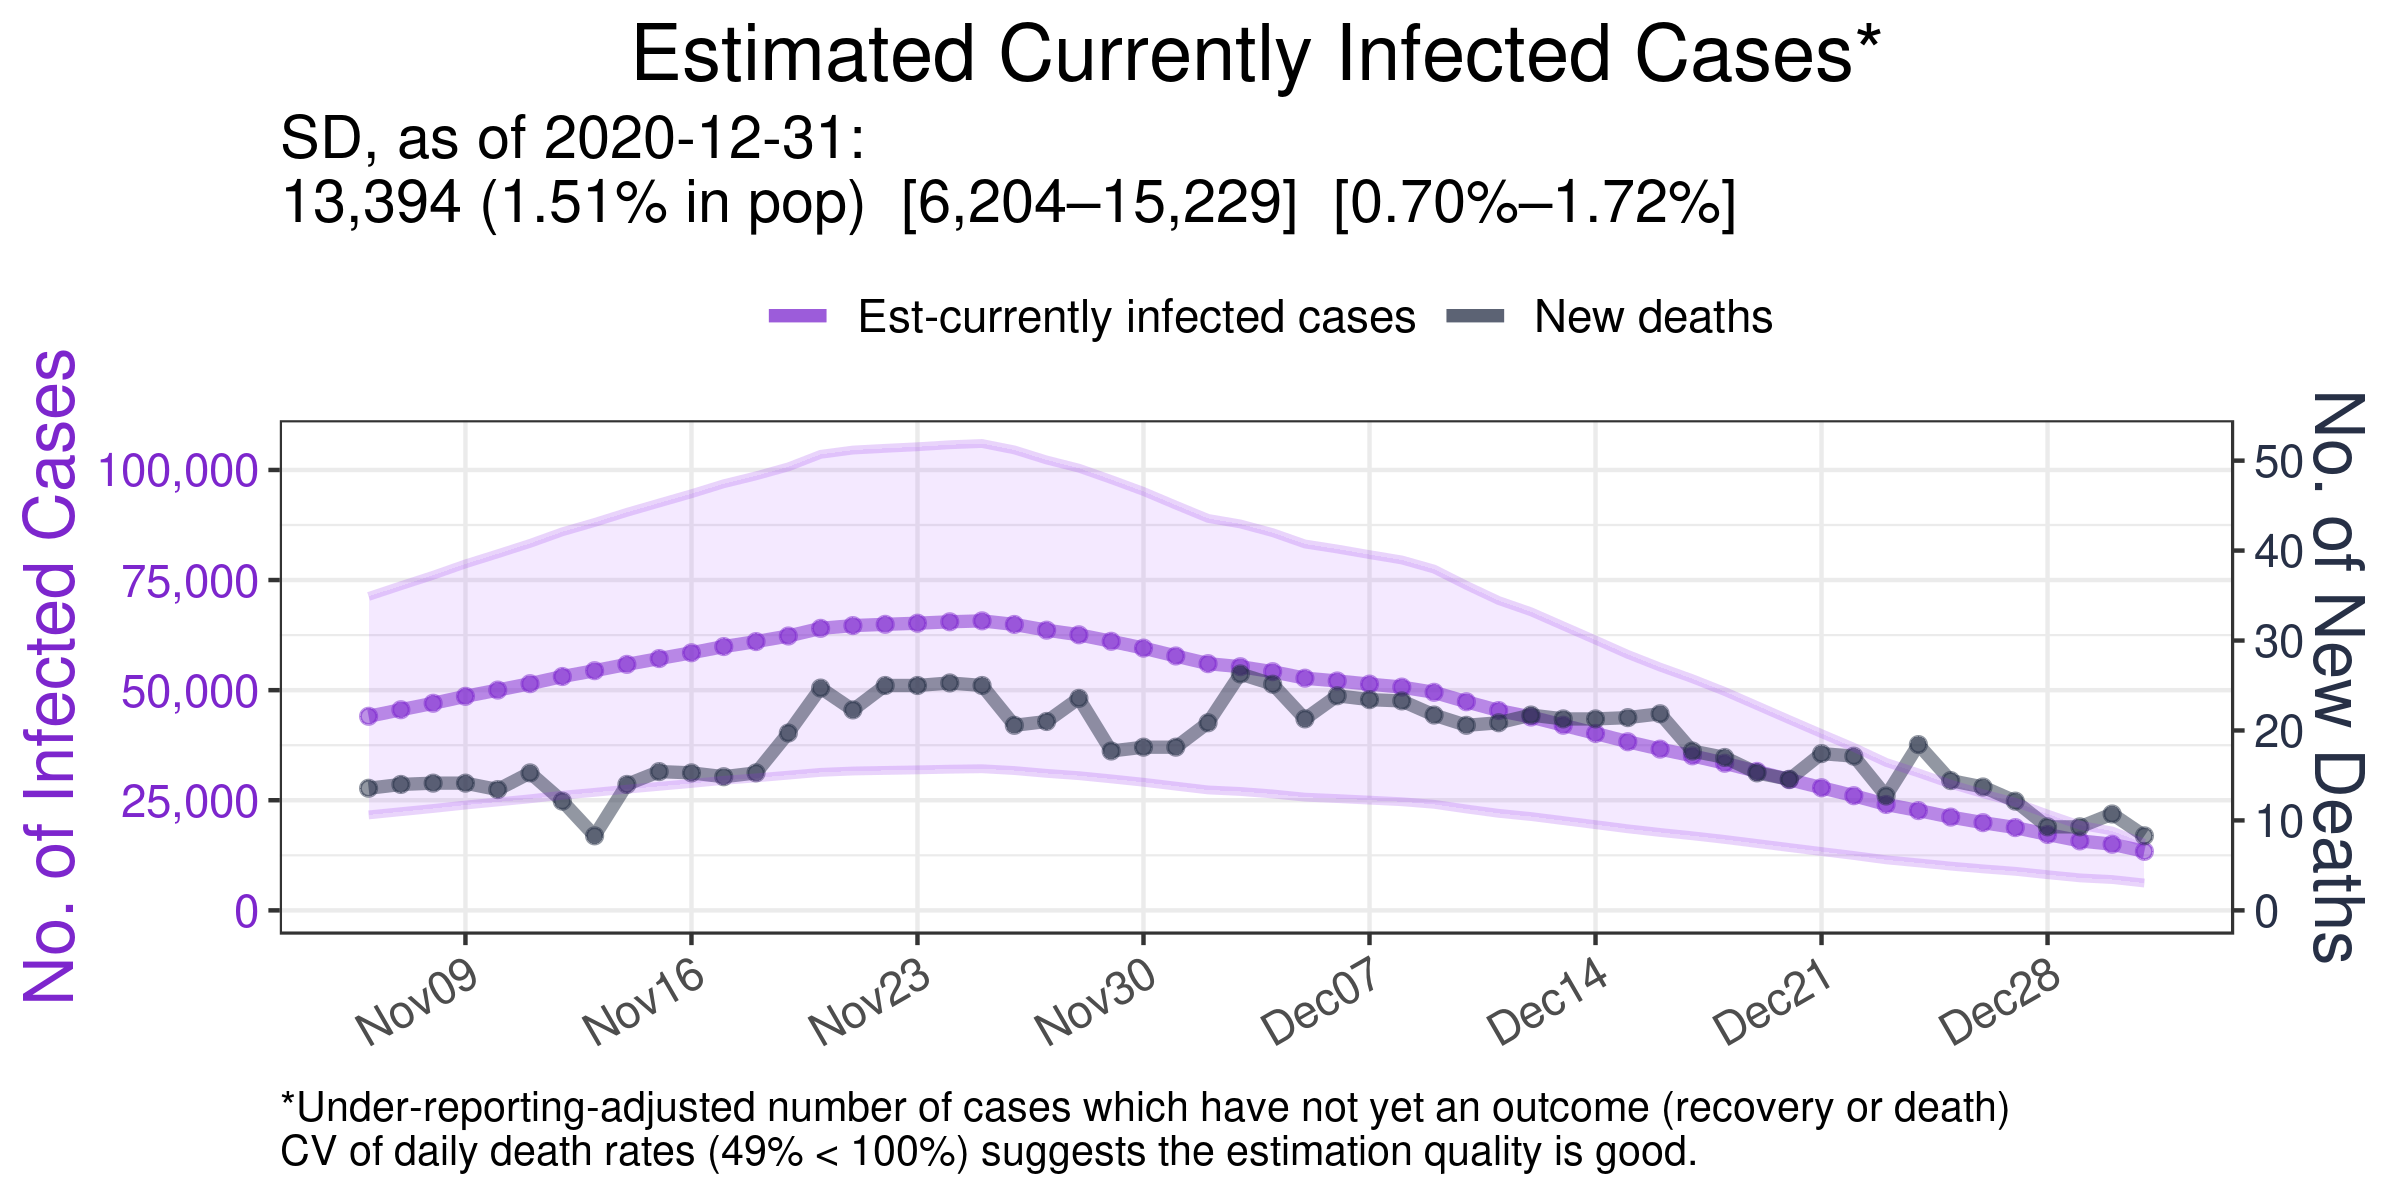 Estimated Currently Infected Cases*
SD, as of 2020-12-31:
13,394 (1.51% in pop)  [6,204–15,229]  [0.70%–1.72%]
Est-currently infected cases
New deaths
No. of Infected Cases
100,000
75,000
50,000
25,000
0
No. of New Deaths
50
40
30
20
10
0
Nov09
Nov16
Nov23
Nov30
Dec07
Dec14
Dec21
Dec28
*Under-reporting-adjusted number of cases which have not yet an outcome (recovery or death)
CV of daily death rates (49% < 100%) suggests the estimation quality is good.